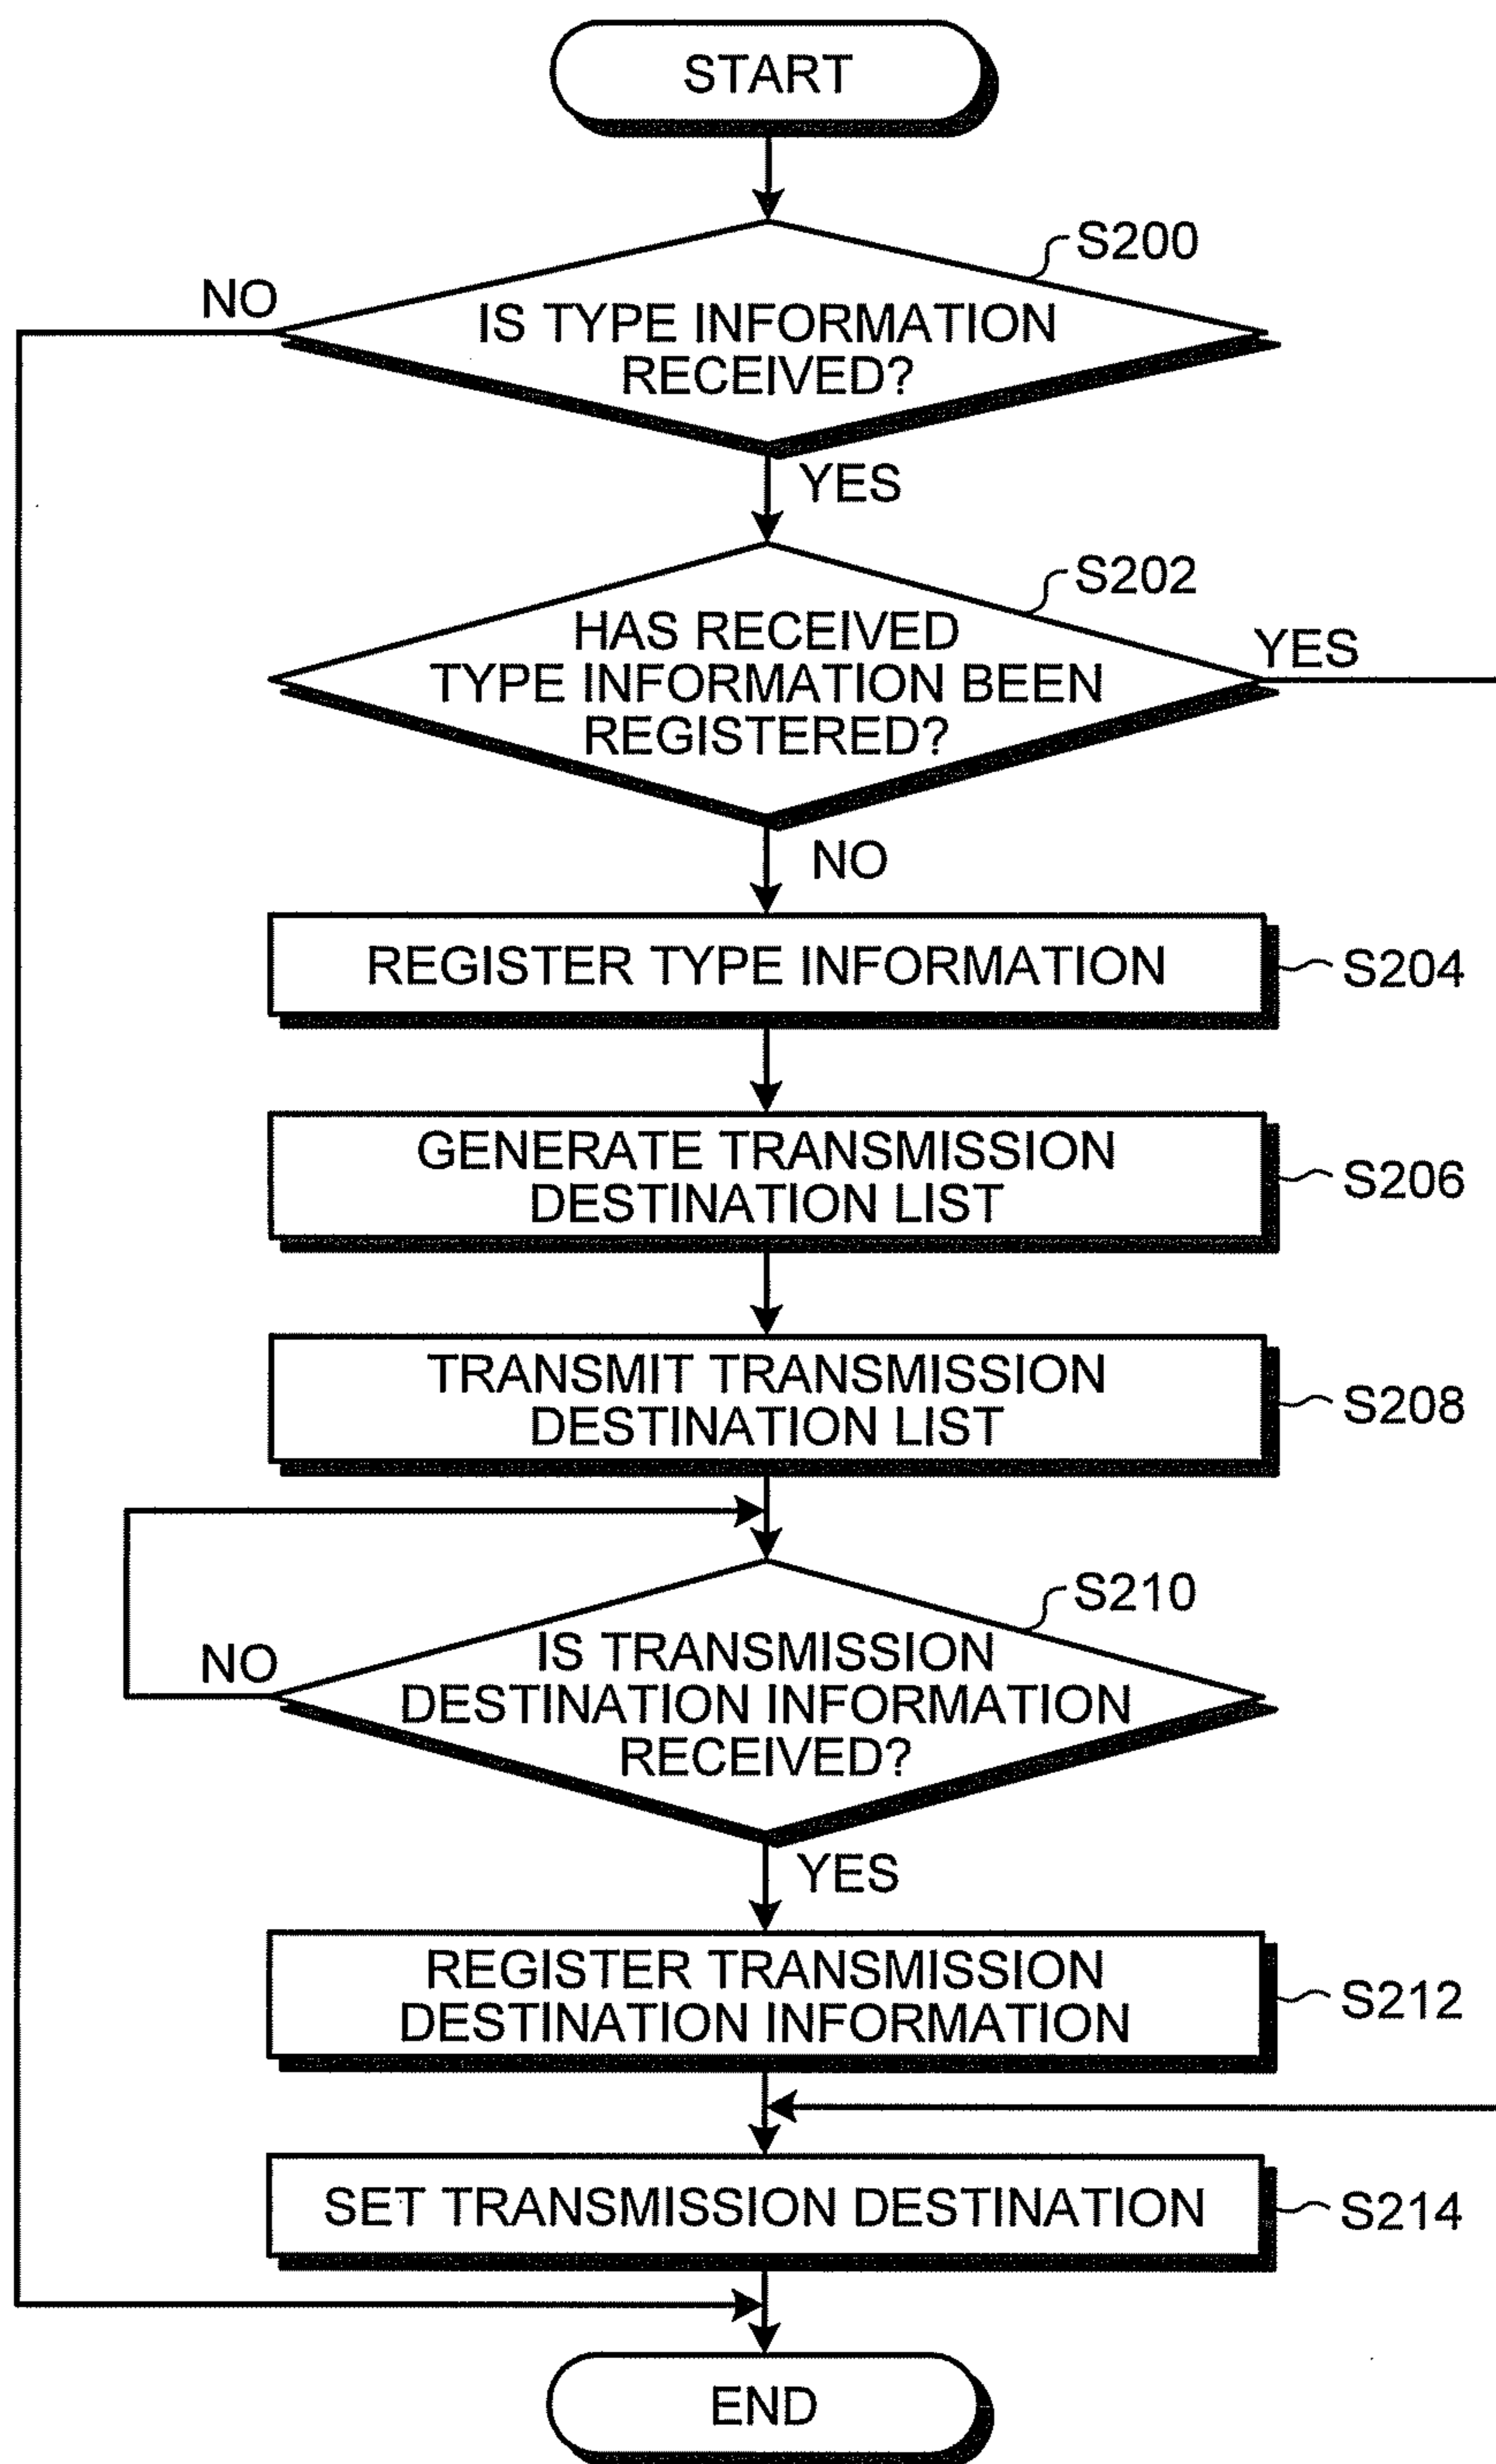 START
S200
NO
IS TYPE INFORMATION
RECEIVED?
YES
S202
HAS RECEIVED
TYPE INFORMATION BEEN
REGISTERED?
YES
NO
REGISTER TYPE INFORMATION
S204
GENERATE TRANSMISSION
DESTINATION LIST
S206
TRANSMIT TRANSMISSION
DESTINATION LIST
S208
S210
NO
IS TRANSMISSION
DESTINATION INFORMATION
RECEIVED?
YES
REGISTER TRANSMISSION
DESTINATION INFORMATION
S212
SET TRANSMISSION DESTINATION
S214
END